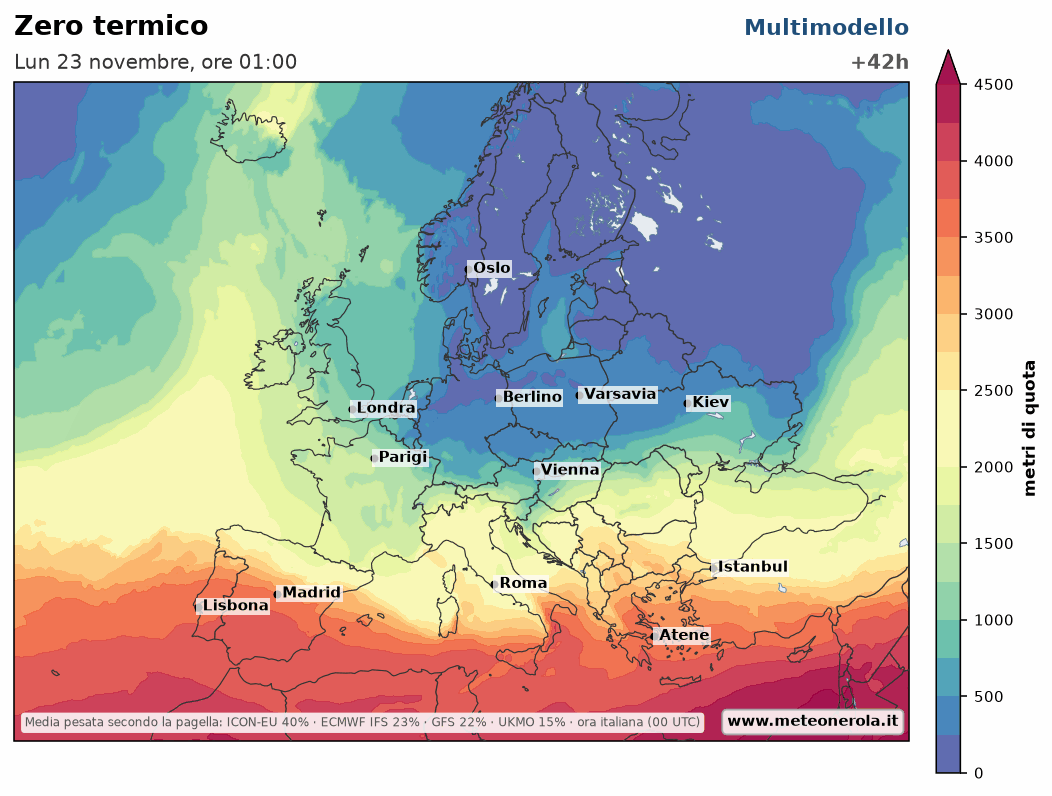 Zero termico
Multimodello
Lun 23 novembre, ore 01:00
+42h
Oslo
Londra
Berlino
Varsavia
Kiev
Parigi
Vienna
Roma
Istanbul
Madrid
Lisbona
Atene
Media pesata secondo la pagella: ICON-EU 40% · ECMWF IFS 23% · GFS 22% · UKMO 15% · ora italiana (00 UTC)
www.meteonerola.it
4500
4000
3500
3000
2500
2000
1500
1000
500
0
metri di quota